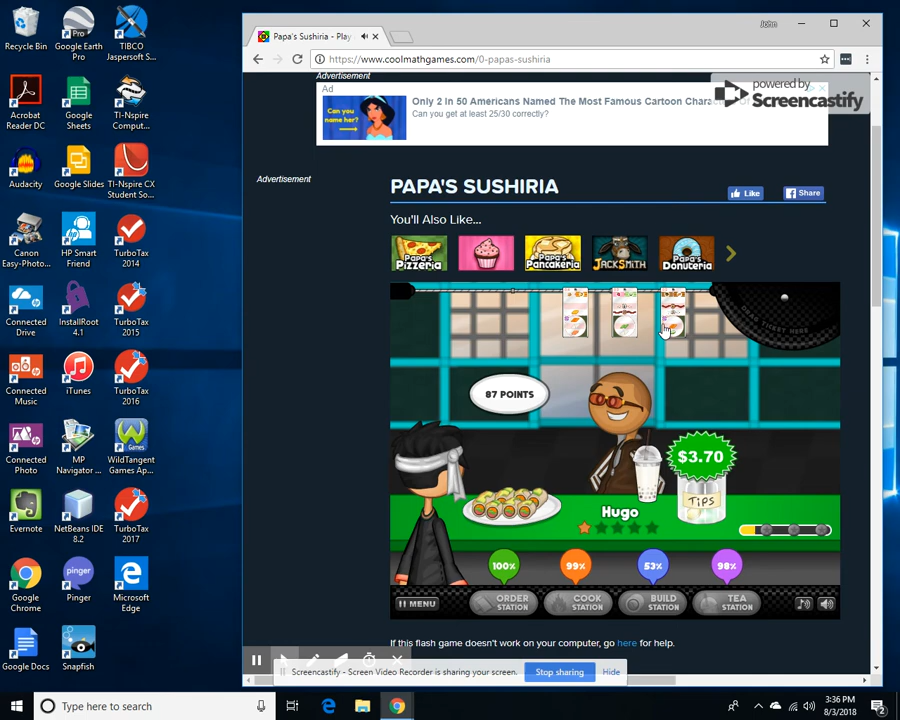 Recycle Bin
Google Earth Pro
TIBCO Jaspersoft S...
Acrobat Reader DC
Google Sheets
TI-Nspire Comput...
Audacity
Google Slides
TI-Nspire CX Student So...
Canon Easy-Photo...
HP Smart Friend
TurboTax 2014
Connected Drive
InstallRoot 4.1
TurboTax 2015
Connected Music
iTunes
TurboTax 2016
Connected Photo
MP Navigator ...
WildTangent Games Ap...
Evernote
NetBeans IDE 8.2
TurboTax 2017
Google Chrome
Pinger
Microsoft Edge
Google Docs
Snapfish
John
Papa's Sushiria - Play
https://www.coolmathgames.com/0-papas-sushiria
Advertisement
powered by
Screencastify
Ad
Only 2 In 50 Americans Named The Most Famous Cartoon
Can you get at least 25/30 correctly?
Can you name her?
Advertisement
PAPA'S SUSHIRIA
Like
Share
You'll Also Like...
Papa's Pizzeria
Papa's Pancakeria
JackSmith
Papa's Donuteria
DRAG TICKET HERE
87 POINTS
$3.70
TIPS
Hugo
100%
99%
53%
98%
MENU
ORDER STATION
COOK STATION
BUILD STATION
TEA STATION
If this flash game doesn't work on your computer, go here for help.
Screencastify - Screen Video Recorder is sharing your screen.
Stop sharing
Hide
Type here to search
3:36 PM
8/3/2018
2